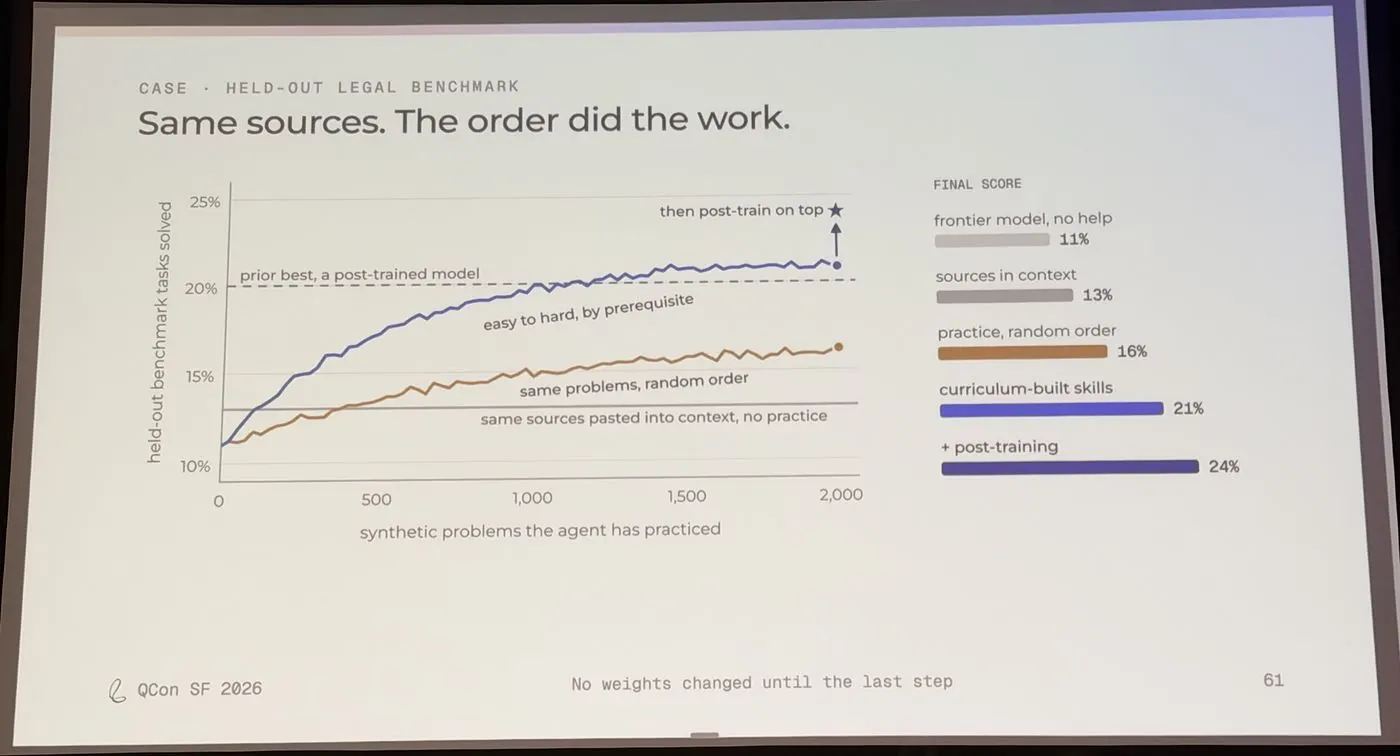 CASE · HELD-OUT LEGAL BENCHMARK
Same sources. The order did the work.
held-out benchmark tasks solved
25%
20%
15%
10%
then post-train on top
prior best, a post-trained model
easy to hard, by prerequisite
same problems, random order
same sources pasted into context, no practice
0
500
1,000
1,500
2,000
synthetic problems the agent has practiced
FINAL SCORE
frontier model, no help
11%
sources in context
13%
practice, random order
16%
curriculum-built skills
21%
+ post-training
24%
QCon SF 2026
No weights changed until the last step
61